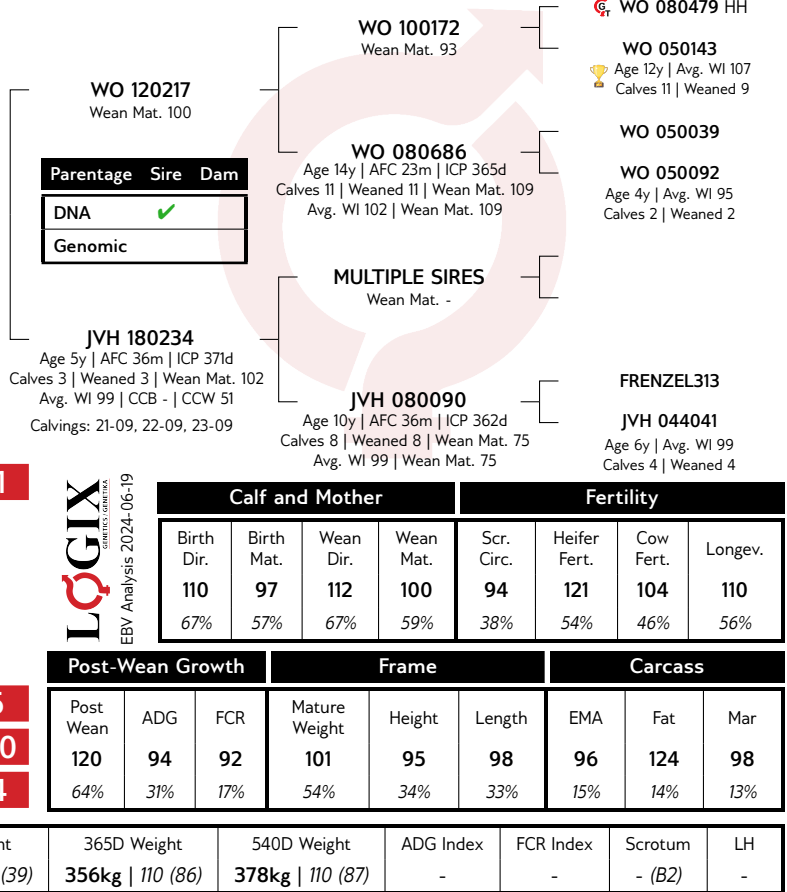 WO 080479 HH
WO 100172
Wean Mat. 93
WO 050143
Age 12y | Avg. WI 107
Calves 11 | Weaned 9
WO 120217
Wean Mat. 100
WO 050039
WO 080686
Age 14y | AFC 23m | ICP 365d
Calves 11 | Weaned 11 | Wean Mat. 109
Avg. WI 102 | Wean Mat. 109
WO 050092
Age 4y | Avg. WI 95
Calves 2 | Weaned 2
Parentage Sire Dam
DNA ✔
Genomic
MULTIPLE SIRES
Wean Mat. -
JVH 180234
Age 5y | AFC 36m | ICP 371d
Calves 3 | Weaned 3 | Wean Mat. 102
Avg. WI 99 | CCB - | CCW 51
Calvings: 21-09, 22-09, 23-09
FRENZEL313
JVH 080090
Age 10y | AFC 36m | ICP 362d
Calves 8 | Weaned 8 | Wean Mat. 75
Avg. WI 99 | Wean Mat. 75
JVH 044041
Age 6y | Avg. WI 99
Calves 4 | Weaned 4
LOGIX
GENETICS / GENETIKA
EBV Analysis 2024-06-19
Calf and Mother Fertility
Birth Dir. Birth Mat. Wean Dir. Wean Mat. Scr. Circ. Heifer Fert. Cow Fert. Longev.
110 97 112 100 94 121 104 110
67% 57% 67% 59% 38% 54% 46% 56%
Post-Wean Growth Frame Carcass
Post Wean ADG FCR Mature Weight Height Length EMA Fat Mar
120 94 92 101 95 98 96 124 98
64% 31% 17% 54% 34% 33% 15% 14% 13%
365D Weight 540D Weight ADG Index FCR Index Scrotum LH
(39) 356kg | 110 (86) 378kg | 110 (87) - - - (B2) -